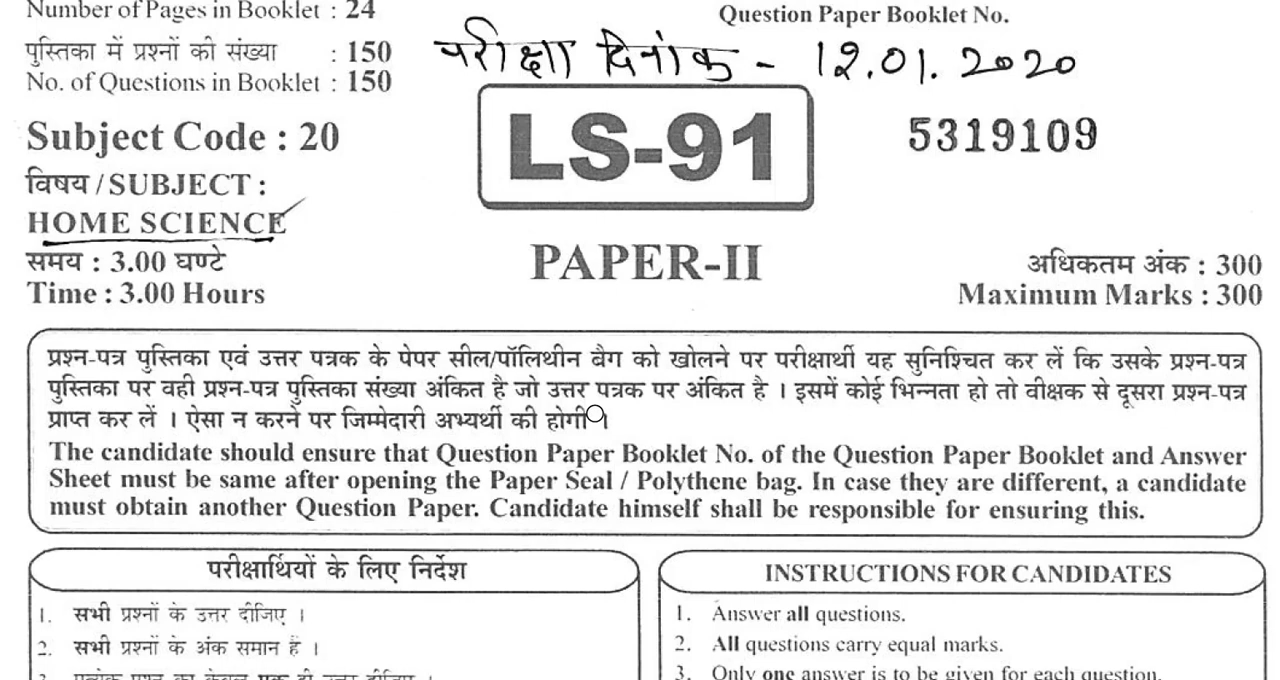 Number of Pages in Booklet : 24
Question Paper Booklet No.
पुस्तिका में प्रश्नों की संख्या : 150
No. of Questions in Booklet : 150
परीक्षा दिनांक - 12.01.2020
Subject Code : 20
LS-91
5319109
विषय / SUBJECT :
HOME SCIENCE
समय : 3.00 घण्टे
Time : 3.00 Hours
PAPER-II
अधिकतम अंक : 300
Maximum Marks : 300
प्रश्न-पत्र पुस्तिका एवं उत्तर पत्रक के पेपर सील/पॉलिथीन बैग को खोलने पर परीक्षार्थी यह सुनिश्चित कर लें कि उसके प्रश्न-पत्र
पुस्तिका पर वही प्रश्न-पत्र पुस्तिका संख्या अंकित है जो उत्तर पत्रक पर अंकित है । इसमें कोई भिन्नता हो तो वीक्षक से दूसरा प्रश्न-पत्र
प्राप्त कर लें । ऐसा न करने पर जिम्मेदारी अभ्यर्थी की होगी ।
The candidate should ensure that Question Paper Booklet No. of the Question Paper Booklet and Answer
Sheet must be same after opening the Paper Seal / Polythene bag. In case they are different, a candidate
must obtain another Question Paper. Candidate himself shall be responsible for ensuring this.
परीक्षार्थियों के लिए निर्देश
1. सभी प्रश्नों के उत्तर दीजिए ।
2. सभी प्रश्नों के अंक समान हैं ।
3. प्रत्येक प्रश्न का केवल एक ही उत्तर दीजिए ।
INSTRUCTIONS FOR CANDIDATES
1. Answer all questions.
2. All questions carry equal marks.
3. Only one answer is to be given for each question.